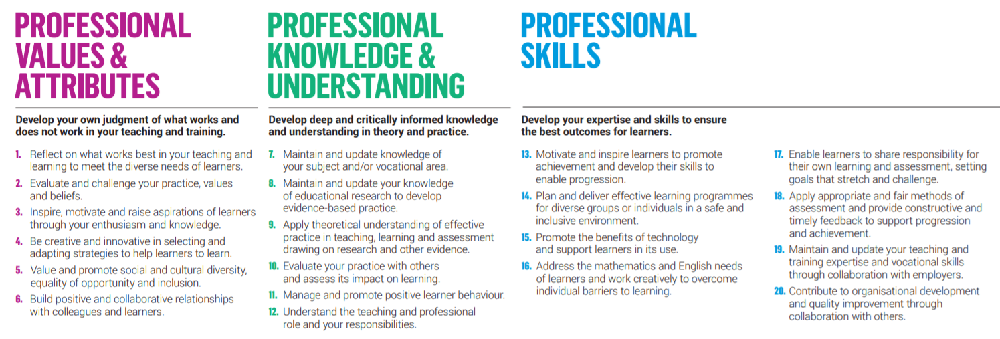 PROFESSIONAL
VALUES &
ATTRIBUTES
Develop your own judgment of what works and
does not work in your teaching and training.
1. Reflect on what works best in your teaching and
learning to meet the diverse needs of learners.
2. Evaluate and challenge your practice, values
and beliefs.
3. Inspire, motivate and raise aspirations of learners
through your enthusiasm and knowledge.
4. Be creative and innovative in selecting and
adapting strategies to help learners to learn.
5. Value and promote social and cultural diversity,
equality of opportunity and inclusion.
6. Build positive and collaborative relationships
with colleagues and learners.
PROFESSIONAL
KNOWLEDGE &
UNDERSTANDING
Develop deep and critically informed knowledge
and understanding in theory and practice.
7. Maintain and update knowledge of
your subject and/or vocational area.
8. Maintain and update your knowledge
of educational research to develop
evidence-based practice.
9. Apply theoretical understanding of effective
practice in teaching, learning and assessment
drawing on research and other evidence.
10. Evaluate your practice with others
and assess its impact on learning.
11. Manage and promote positive learner behaviour.
12. Understand the teaching and professional
role and your responsibilities.
PROFESSIONAL
SKILLS
Develop your expertise and skills to ensure
the best outcomes for learners.
13. Motivate and inspire learners to promote
achievement and develop their skills to
enable progression.
14. Plan and deliver effective learning programmes
for diverse groups or individuals in a safe and
inclusive environment.
15. Promote the benefits of technology
and support learners in its use.
16. Address the mathematics and English needs
of learners and work creatively to overcome
individual barriers to learning.
17. Enable learners to share responsibility for
their own learning and assessment, setting
goals that stretch and challenge.
18. Apply appropriate and fair methods of
assessment and provide constructive and
timely feedback to support progression
and achievement.
19. Maintain and update your teaching and
training expertise and vocational skills
through collaboration with employers.
20. Contribute to organisational development
and quality improvement through
collaboration with others.